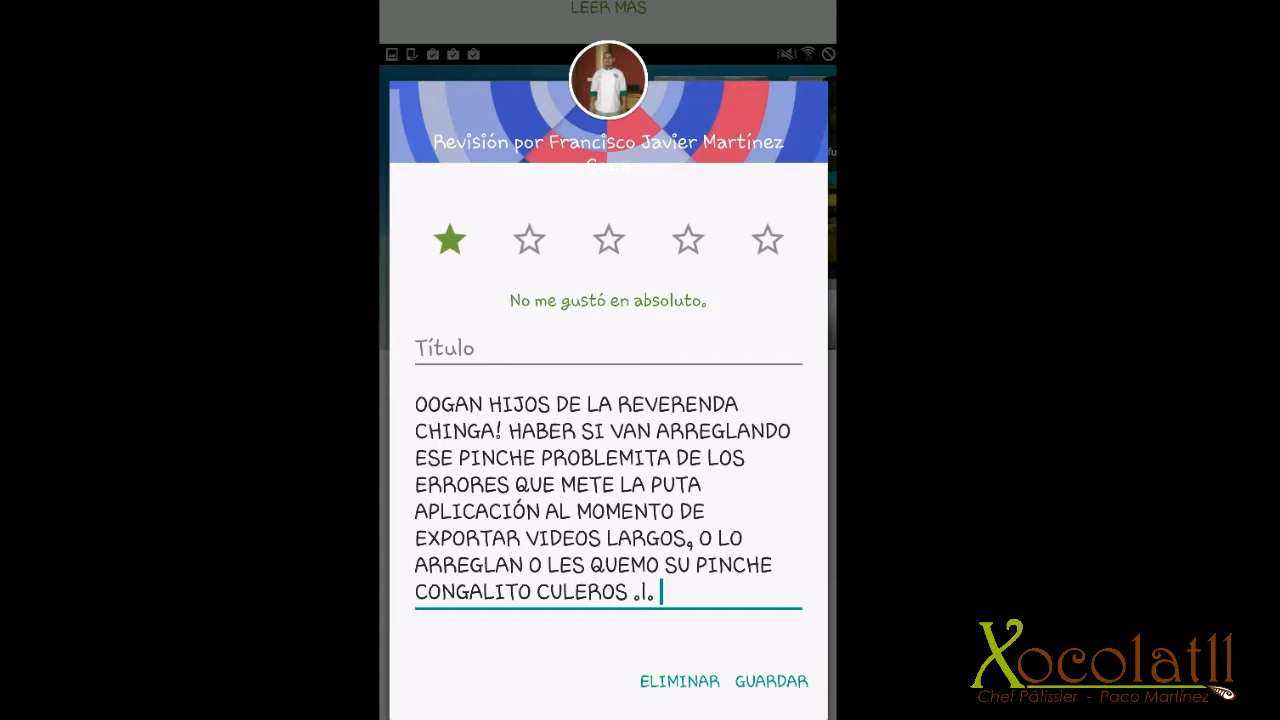 LEER MÁS
Revisión por Francisco Javier Martínez
No me gustó en absoluto.
Título
OOGAN HIJOS DE LA REVERENDA
CHINGA! HABER SI VAN ARREGLANDO
ESE PINCHE PROBLEMITA DE LOS
ERRORES QUE METE LA PUTA
APLICACIÓN AL MOMENTO DE
EXPORTAR VIDEOS LARGOS, O LO
ARREGLAN O LES QUEMO SU PINCHE
CONGALITO CULEROS .l.
ELIMINAR GUARDAR
Xocolatll
Chef Pâtissier - Paco Martínez